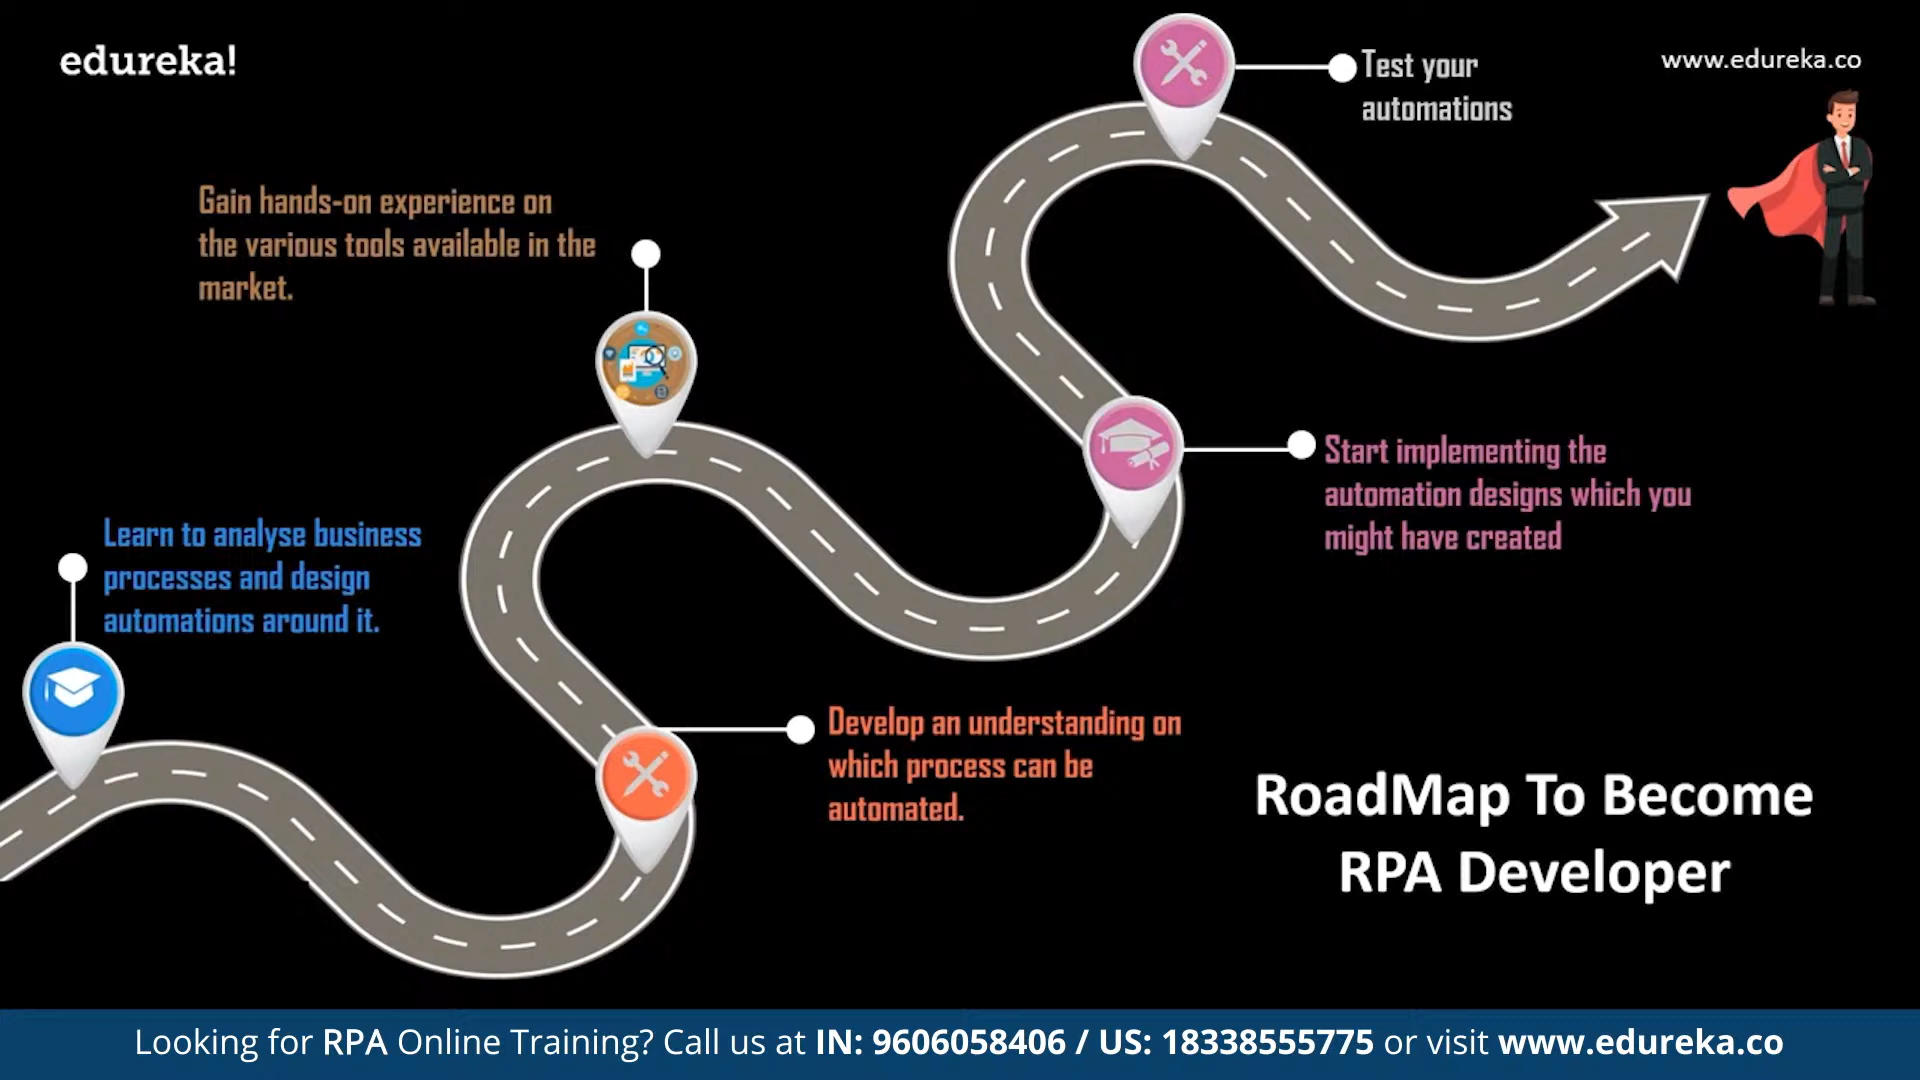 edureka!
www.edureka.co
Test your
automations
Gain hands-on experience on
the various tools available in the
market.
Start implementing the
automation designs which you
might have created
Learn to analyse business
processes and design
automations around it.
Develop an understanding on
which process can be
automated.
RoadMap To Become
RPA Developer
Looking for RPA Online Training? Call us at IN: 9606058406 / US: 18338555775 or visit www.edureka.co